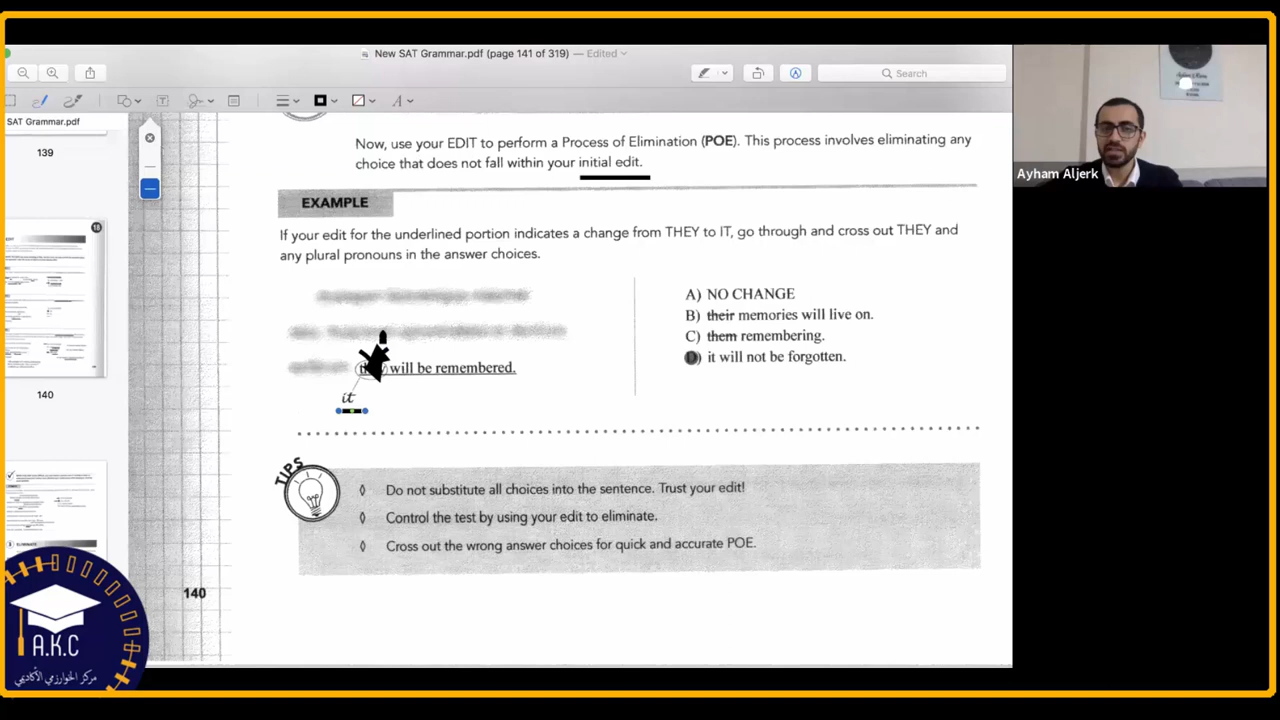 New SAT Grammar.pdf (page 141 of 319) — Edited
Search
SAT Grammar.pdf
139
140
18
Now, use your EDIT to perform a Process of Elimination (POE). This process involves eliminating any
choice that does not fall within your initial edit.
EXAMPLE
If your edit for the underlined portion indicates a change from THEY to IT, go through and cross out THEY and
any plural pronouns in the answer choices.
will be remembered.
it
A) NO CHANGE
B) their memories will live on.
C) them remembering.
D) it will not be forgotten.
TIPS
◊ Do not substitute all choices into the sentence. Trust your edit!
◊ Control the test by using your edit to eliminate.
◊ Cross out the wrong answer choices for quick and accurate POE.
140
Ayham Aljerk
A.K.C
مركز الخوارزمي الأكاديمي